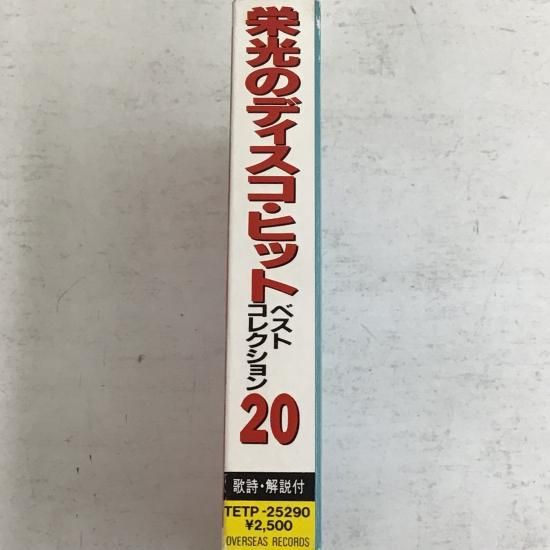 栄光のディスコ・ヒット
ベスト
コレクション
20
歌詩・解説付
TETP-25290
¥2,500
OVERSEAS RECORDS